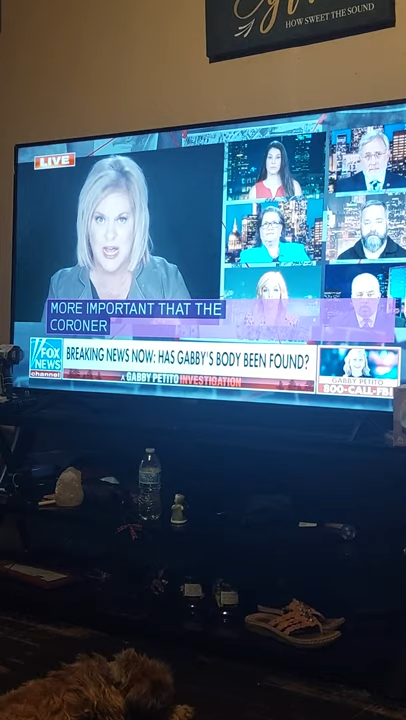 HOW SWEET THE SOUND
LIVE
MORE IMPORTANT THAT THE
CORONER
FOX
NEWS
channel
BREAKING NEWS NOW: HAS GABBY'S BODY BEEN FOUND?
A GABBY PETITO INVESTIGATION
GABBY PETITO
800-CALL-FBI